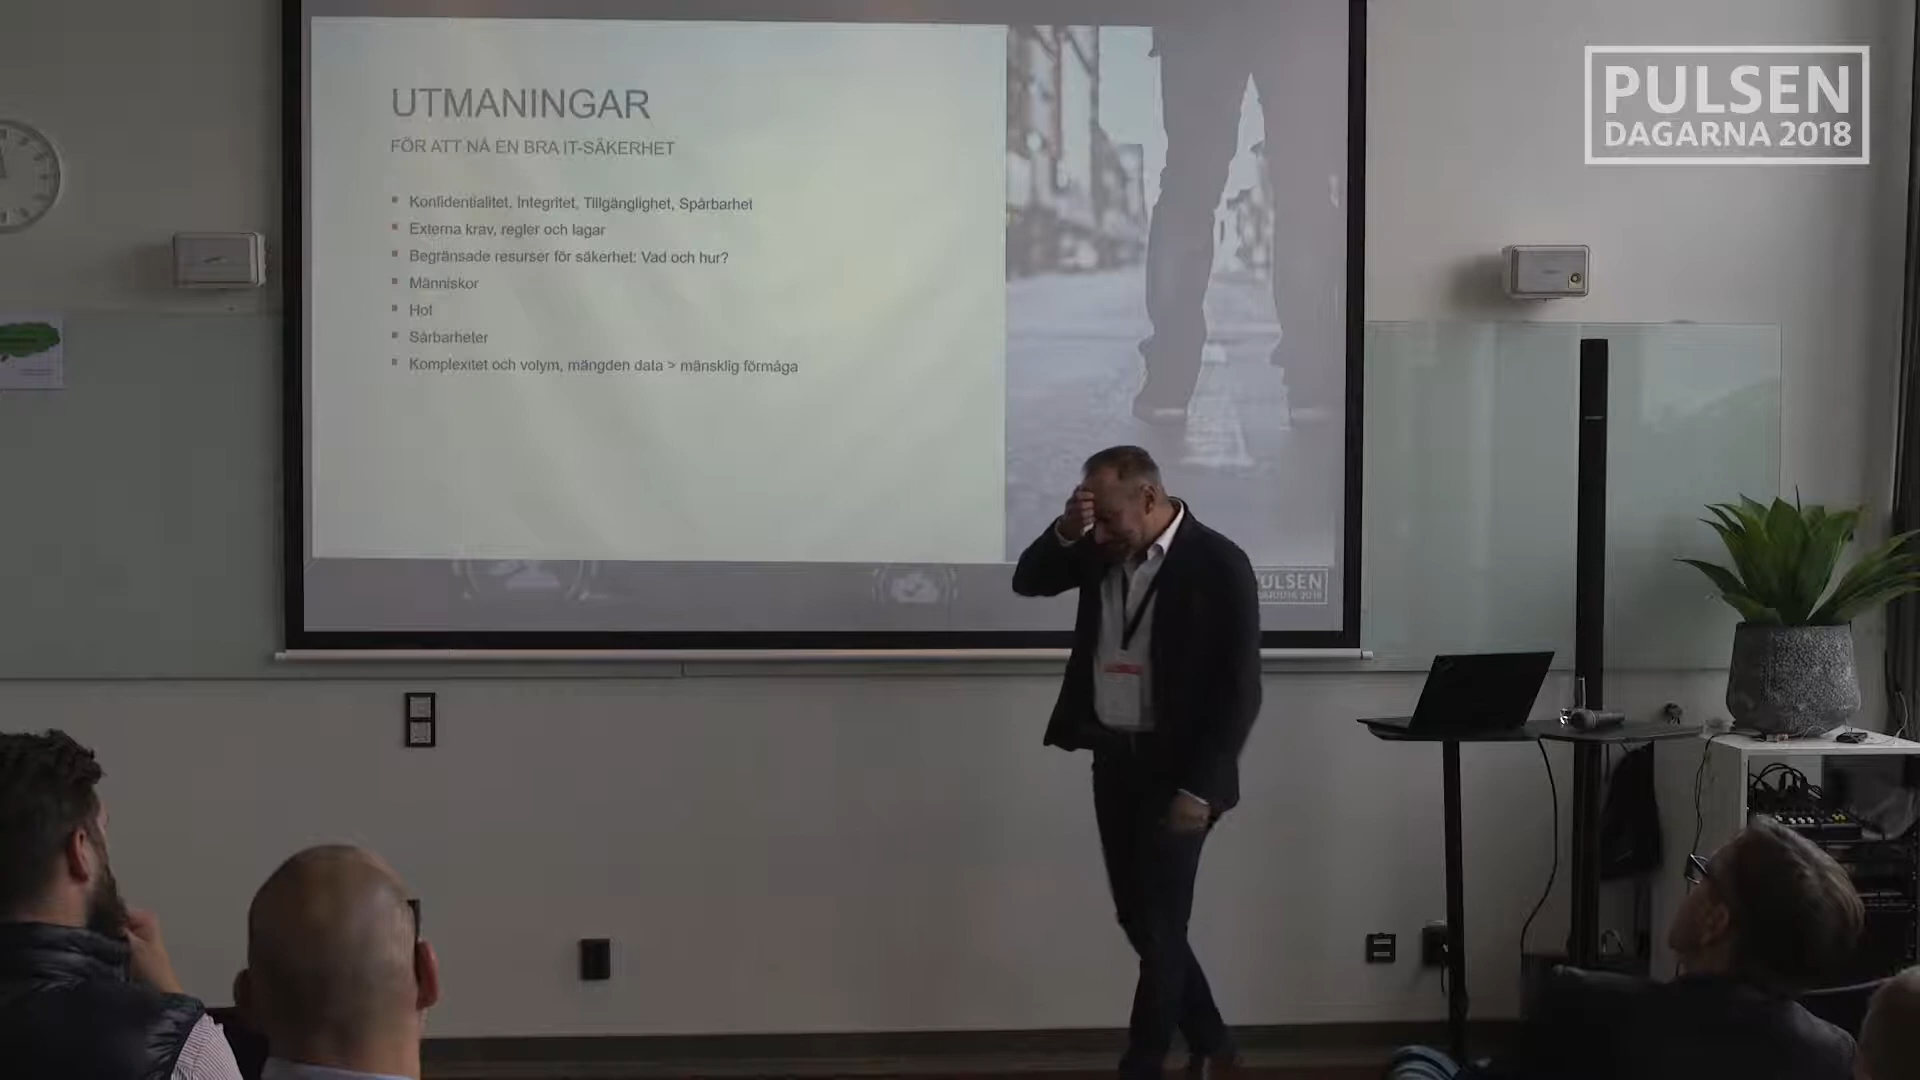 UTMANINGAR
FÖR ATT NÅ EN BRA IT-SÄKERHET
Konfidentialitet, Integritet, Tillgänglighet, Spårbarhet
Externa krav, regler och lagar
Begränsade resurser för säkerhet: Vad och hur?
Människor
Hot
Sårbarheter
Komplexitet och volym, mängden data > mänsklig förmåga
PULSEN
DAGARNA 2018
ULSEN